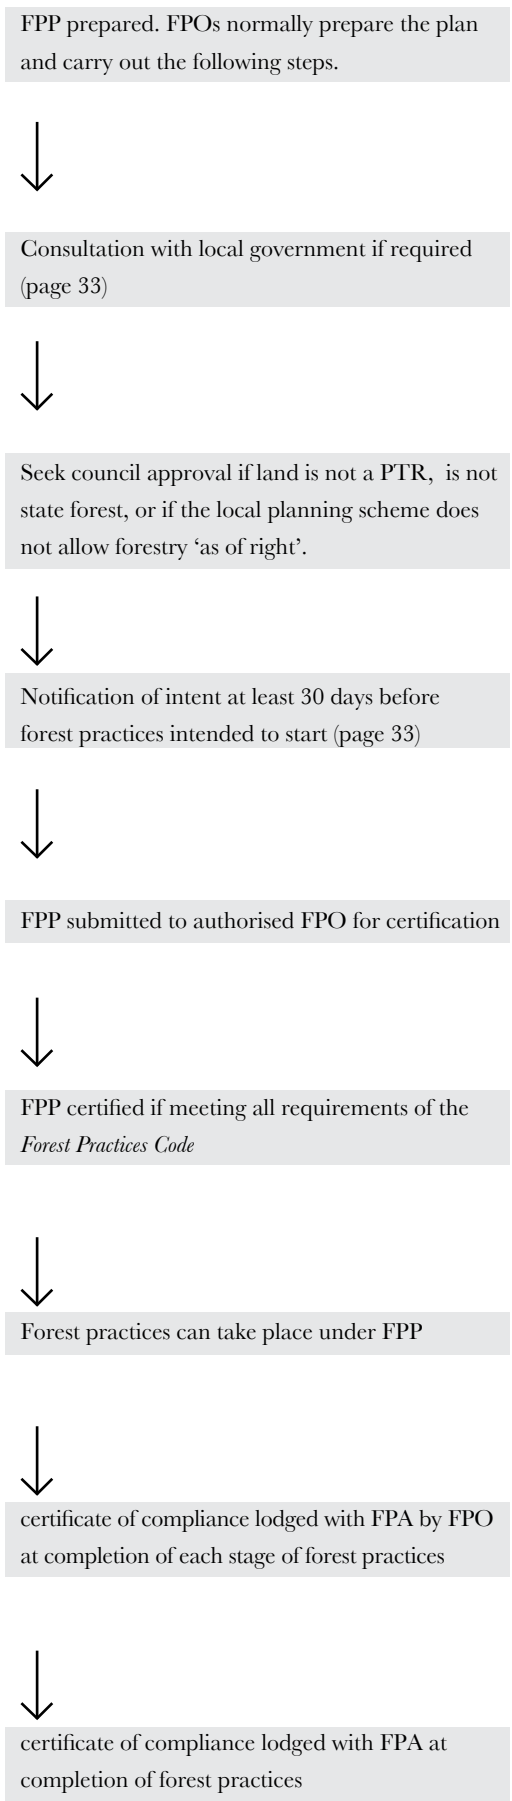 FPP prepared. FPOs normally prepare the plan
and carry out the following steps.
Consultation with local government if required
(page 33)
Seek council approval if land is not a PTR, is not
state forest, or if the local planning scheme does
not allow forestry ‘as of right’.
Notification of intent at least 30 days before
forest practices intended to start (page 33)
FPP submitted to authorised FPO for certification
FPP certified if meeting all requirements of the
Forest Practices Code
Forest practices can take place under FPP
certificate of compliance lodged with FPA by FPO
at completion of each stage of forest practices
certificate of compliance lodged with FPA at
completion of forest practices